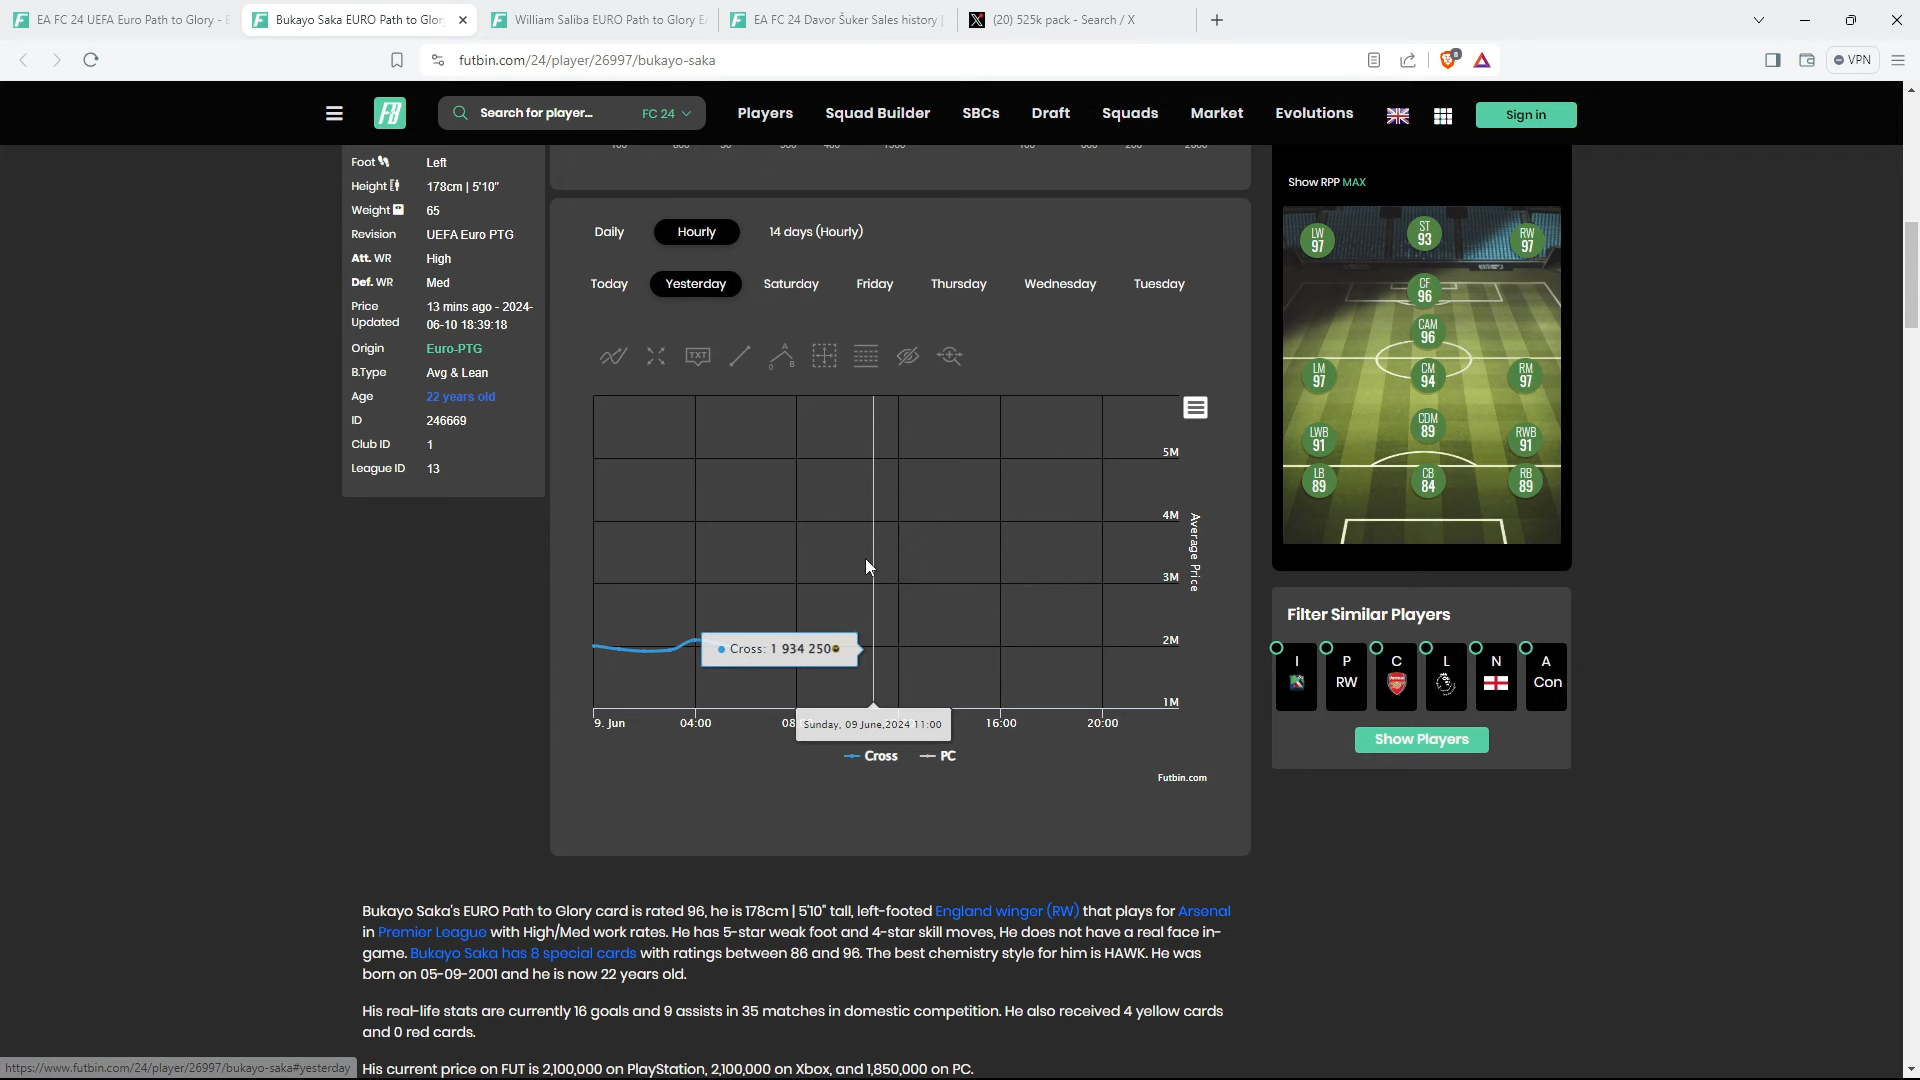 EA FC 24 UEFA Euro Path to Glory - E
Bukayo Saka EURO Path to Glor
William Saliba EURO Path to Glory EA
EA FC 24 Davor Šuker Sales history |
(20) 525k pack - Search / X
futbin.com/24/player/26997/bukayo-saka
8
VPN
FB
Search for player...
FC 24
Players
Squad Builder
SBCs
Draft
Squads
Market
Evolutions
Sign in
Foot
Left
Height
178cm | 5'10"
Weight
65
Revision
UEFA Euro PTG
Att. WR
High
Def. WR
Med
Price Updated
13 mins ago - 2024-
06-10 18:39:18
Origin
Euro-PTG
B.Type
Avg & Lean
Age
22 years old
ID
246669
Club ID
1
League ID
13
Daily
Hourly
14 days (Hourly)
Today
Yesterday
Saturday
Friday
Thursday
Wednesday
Tuesday
TXT
A
0
B
5M
4M
3M
2M
1M
Average Price
Cross: 1 934 250
9. Jun
04:00
08
16:00
20:00
Sunday, 09 June,2024 11:00
Cross
PC
Futbin.com
Show RPP MAX
LW
97
ST
93
RW
97
CF
96
CAM
96
LM
97
CM
94
RM
97
CDM
89
LWB
91
RWB
91
LB
89
CB
84
RB
89
Filter Similar Players
I
P
RW
C
L
N
A
Con
Show Players
Bukayo Saka's EURO Path to Glory card is rated 96, he is 178cm | 5'10" tall, left-footed England winger (RW) that plays for Arsenal
in Premier League with High/Med work rates. He has 5-star weak foot and 4-star skill moves, He does not have a real face in-
game. Bukayo Saka has 8 special cards with ratings between 86 and 96. The best chemistry style for him is HAWK. He was
born on 05-09-2001 and he is now 22 years old.
His real-life stats are currently 16 goals and 9 assists in 35 matches in domestic competition. He also received 4 yellow cards
and 0 red cards.
His current price on FUT is 2,100,000 on PlayStation, 2,100,000 on Xbox, and 1,850,000 on PC.
https://www.futbin.com/24/player/26997/bukayo-saka#yesterday